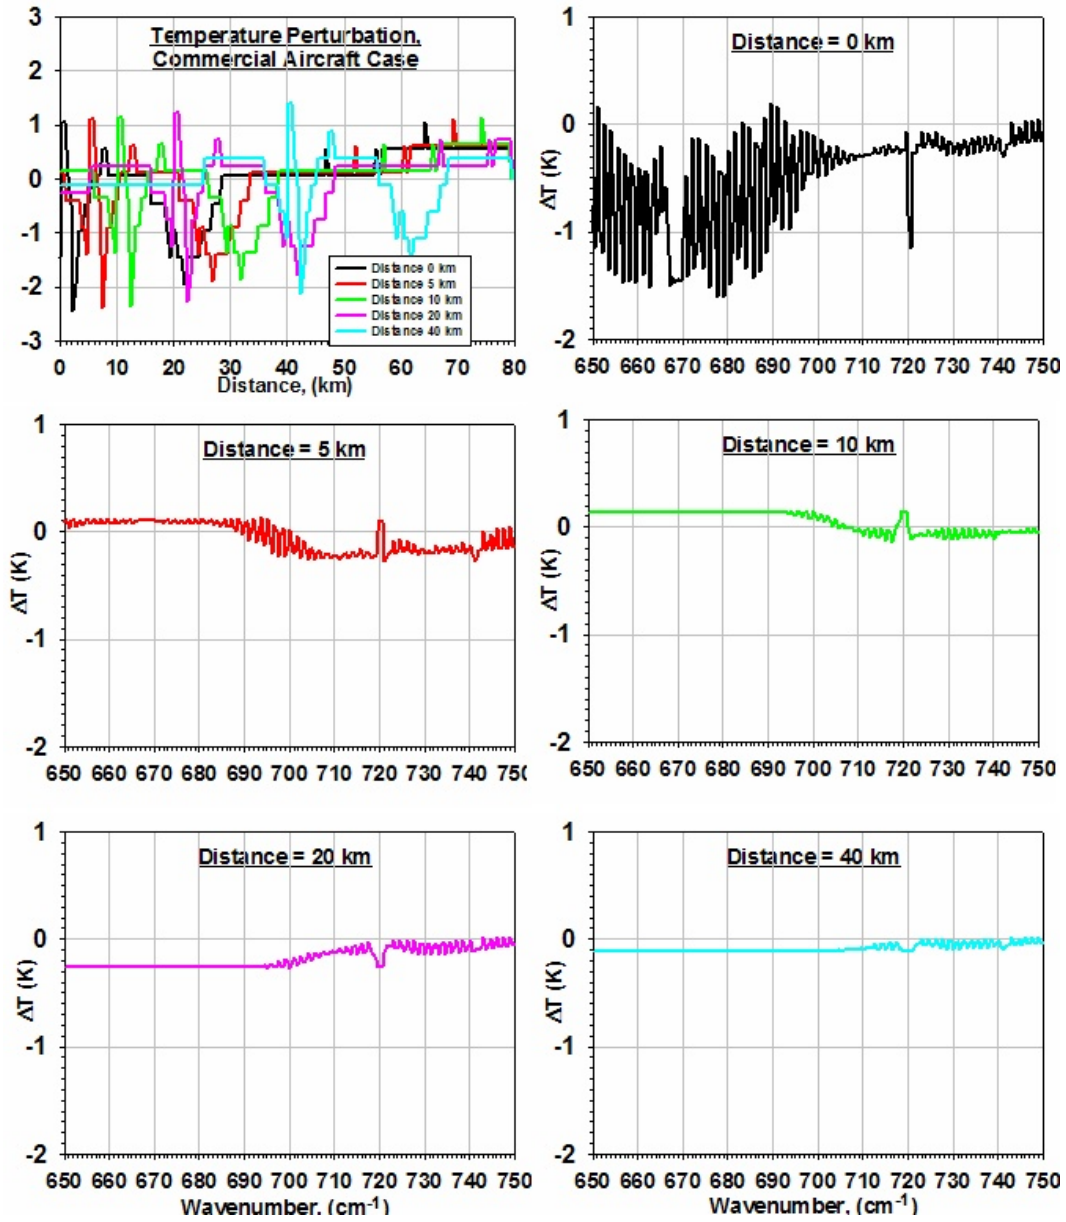 Temperature Perturbation,
Commercial Aircraft Case
3
2
1
0
-1
-2
-3
0 10 20 30 40 50 60 70 80
Distance, (km)
Distance 0 km
Distance 5 km
Distance 10 km
Distance 20 km
Distance 40 km
Distance = 0 km
1
0
-1
-2
ΔT (K)
650 660 670 680 690 700 710 720 730 740 750
Distance = 5 km
1
0
-1
-2
ΔT (K)
650 660 670 680 690 700 710 720 730 740 750
Distance = 10 km
1
0
-1
-2
ΔT (K)
650 660 670 680 690 700 710 720 730 740 750
Distance = 20 km
1
0
-1
-2
ΔT (K)
650 660 670 680 690 700 710 720 730 740 750
Wavenumber, (cm⁻¹)
Distance = 40 km
1
0
-1
-2
ΔT (K)
650 660 670 680 690 700 710 720 730 740 750
Wavenumber, (cm⁻¹)